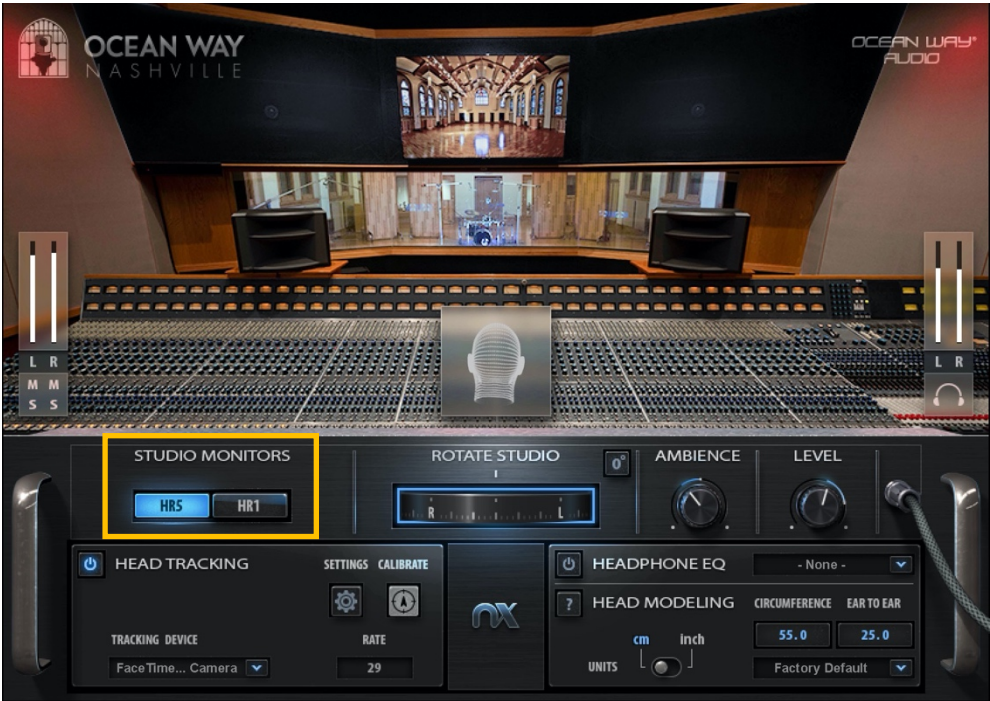 OCEAN WAY
NASHVILLE
OCEAN WAY®
AUDIO
L R
M M
S S
L R
STUDIO MONITORS
HR5 HR1
ROTATE STUDIO
0°
R L
AMBIENCE
LEVEL
HEAD TRACKING
SETTINGS CALIBRATE
TRACKING DEVICE
FaceTime... Camera
RATE
29
nx
HEADPHONE EQ
- None -
? HEAD MODELING
CIRCUMFERENCE EAR TO EAR
55.0 25.0
cm inch
UNITS
Factory Default